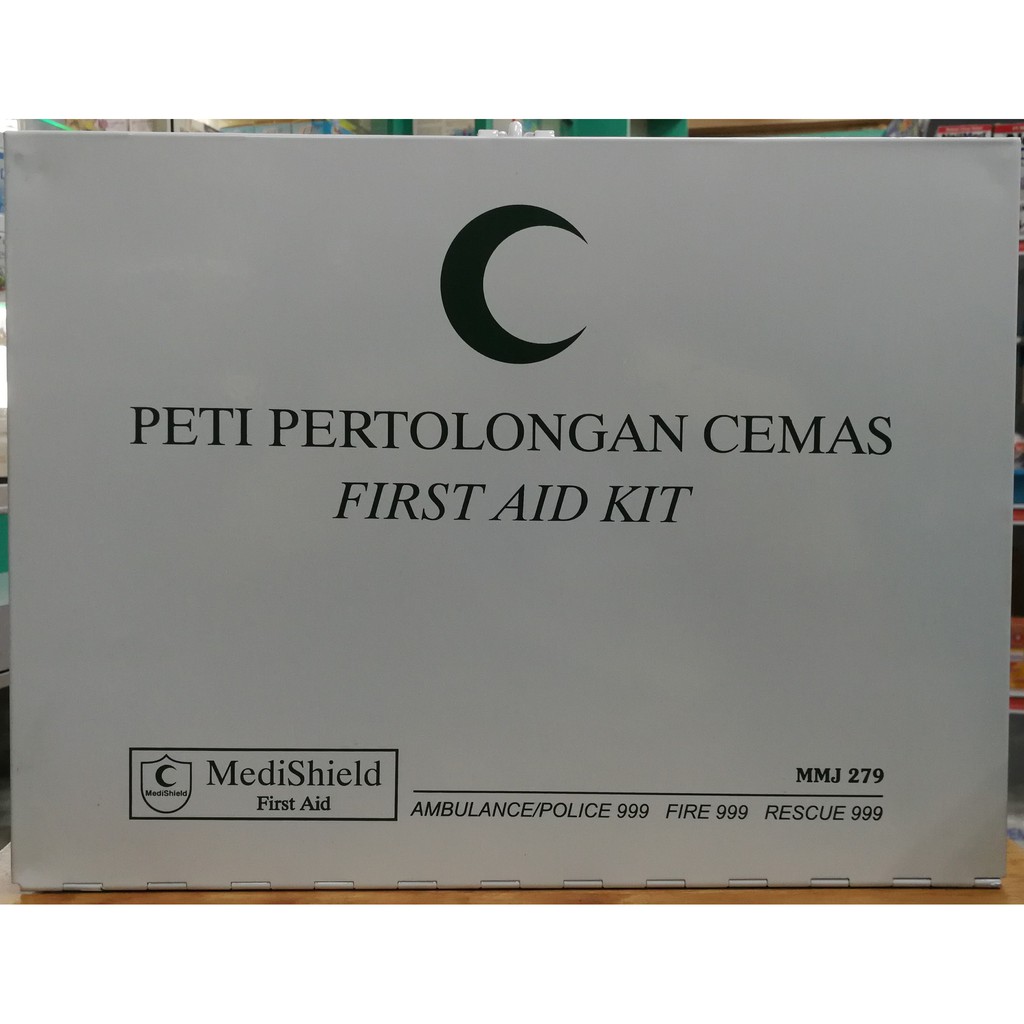 PETI PERTOLONGAN CEMAS
FIRST AID KIT
MediShield
MediShield
First Aid
MMJ 279
AMBULANCE/POLICE 999 FIRE 999 RESCUE 999